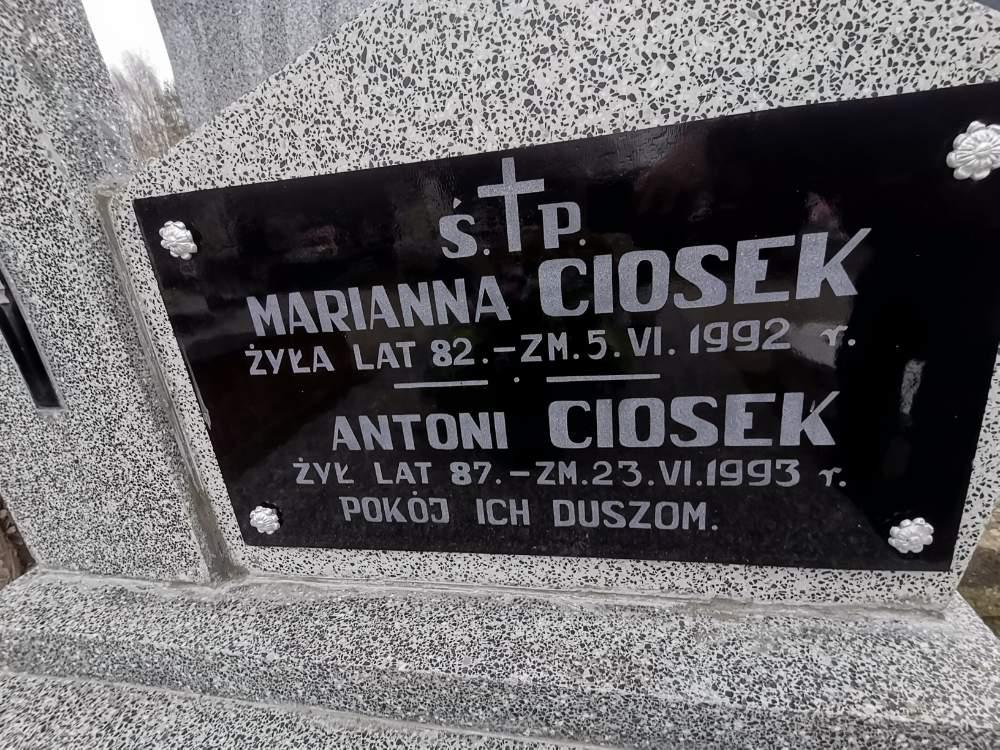 Ś. P.
MARIANNA CIOSEK
ŻYŁA LAT 82.-ZM.5.VI.1992 r.
ANTONI CIOSEK
ŻYŁ LAT 87.-ZM.23.VI.1993 r.
POKÓJ ICH DUSZOM.